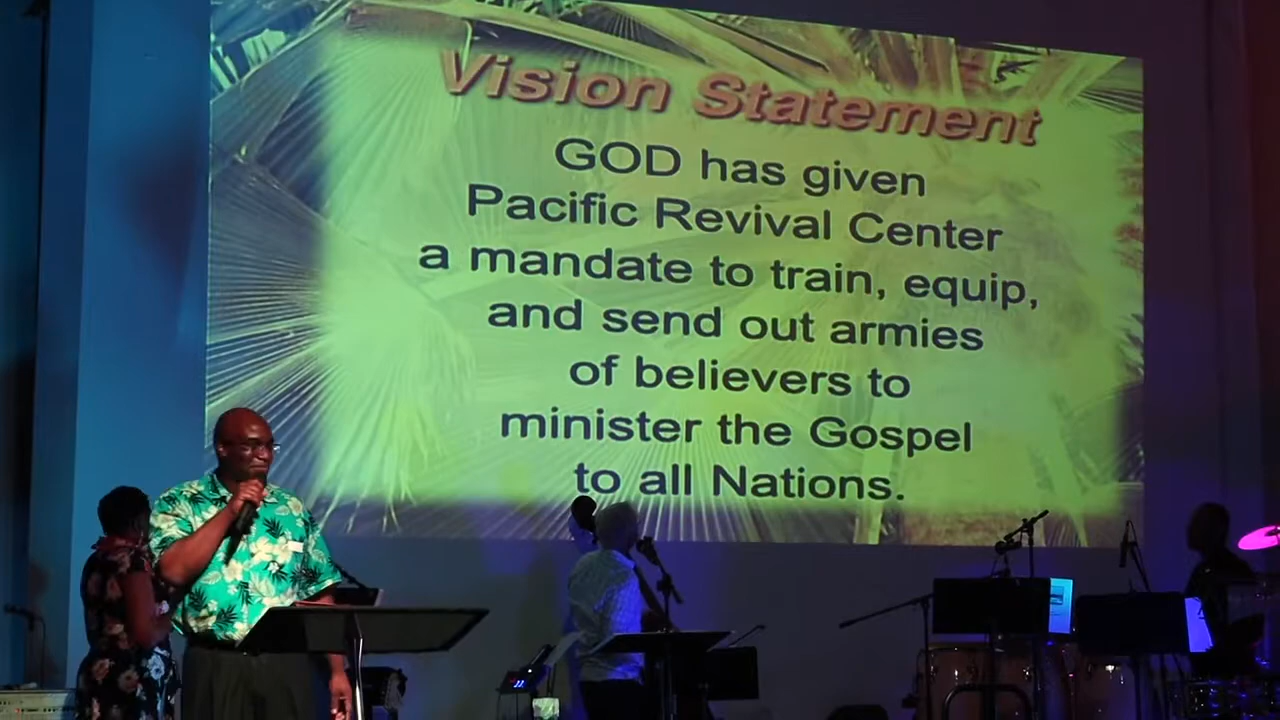 Vision Statement
GOD has given
Pacific Revival Center
a mandate to train, equip,
and send out armies
of believers to
minister the Gospel
to all Nations.